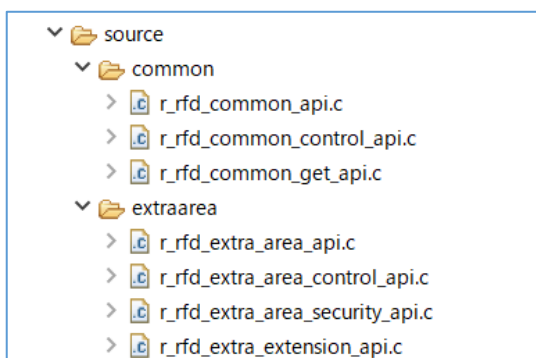 source
common
.c r_rfd_common_api.c
.c r_rfd_common_control_api.c
.c r_rfd_common_get_api.c
extraarea
.c r_rfd_extra_area_api.c
.c r_rfd_extra_area_control_api.c
.c r_rfd_extra_area_security_api.c
.c r_rfd_extra_extension_api.c